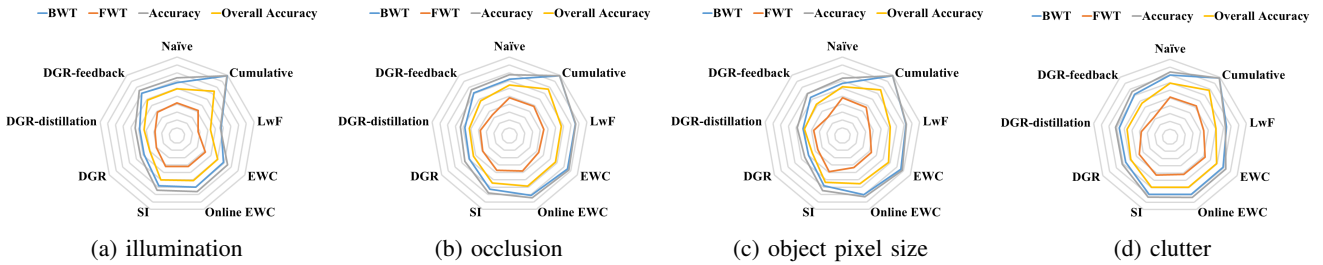 BWT FWT Accuracy Overall Accuracy
Naïve
Cumulative
LwF
EWC
Online EWC
SI
DGR
DGR-distillation
DGR-feedback
(a) illumination
BWT FWT Accuracy Overall Accuracy
Naïve
Cumulative
LwF
EWC
Online EWC
SI
DGR
DGR-distillation
DGR-feedback
(b) occlusion
BWT FWT Accuracy Overall Accuracy
Naïve
Cumulative
LwF
EWC
Online EWC
SI
DGR
DGR-distillation
DGR-feedback
(c) object pixel size
BWT FWT Accuracy Overall Accuracy
Naïve
Cumulative
LwF
EWC
Online EWC
SI
DGR
DGR-distillation
DGR-feedback
(d) clutter